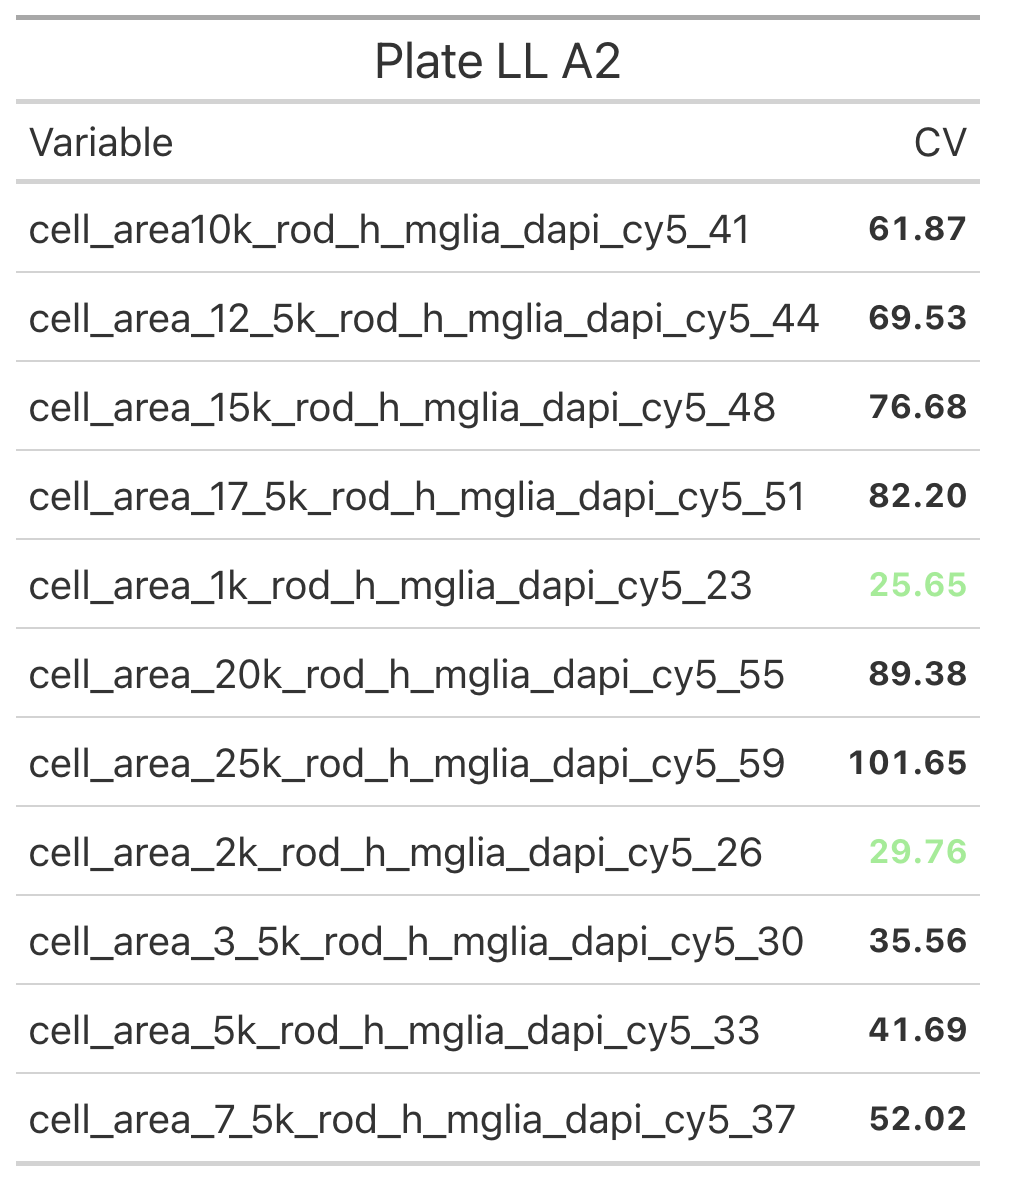 Plate LL A2
Variable CV
cell_area10k_rod_h_mglia_dapi_cy5_41 61.87
cell_area_12_5k_rod_h_mglia_dapi_cy5_44 69.53
cell_area_15k_rod_h_mglia_dapi_cy5_48 76.68
cell_area_17_5k_rod_h_mglia_dapi_cy5_51 82.20
cell_area_1k_rod_h_mglia_dapi_cy5_23 25.65
cell_area_20k_rod_h_mglia_dapi_cy5_55 89.38
cell_area_25k_rod_h_mglia_dapi_cy5_59 101.65
cell_area_2k_rod_h_mglia_dapi_cy5_26 29.76
cell_area_3_5k_rod_h_mglia_dapi_cy5_30 35.56
cell_area_5k_rod_h_mglia_dapi_cy5_33 41.69
cell_area_7_5k_rod_h_mglia_dapi_cy5_37 52.02